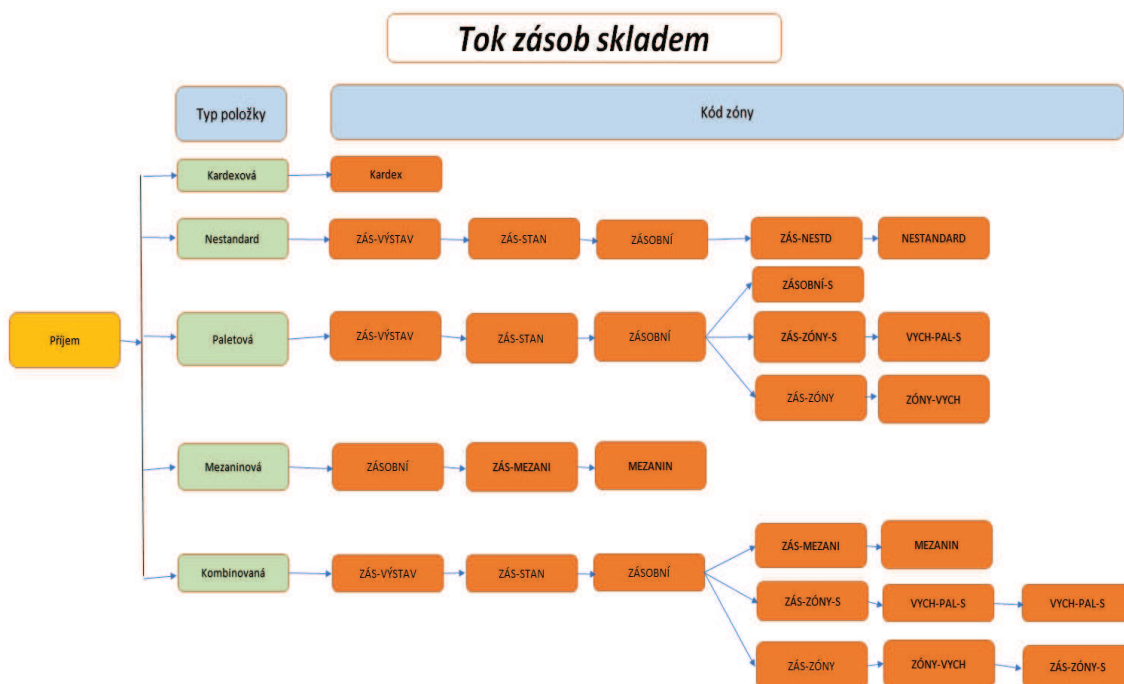 Tok zásob skladem
Typ položky
Kód zóny
Kardexová
Kardex
Nestandard
ZÁS-VÝSTAV
ZÁS-STAN
ZÁSOBNÍ
ZÁS-NESTD
NESTANDARD
ZÁSOBNÍ-S
Příjem
Paletová
ZÁS-VÝSTAV
ZÁS-STAN
ZÁSOBNÍ
ZÁS-ZÓNY-S
VYCH-PAL-S
ZÁS-ZÓNY
ZÓNY-VYCH
Mezaninová
ZÁSOBNÍ
ZÁS-MEZANI
MEZANIN
ZÁS-MEZANI
MEZANIN
Kombinovaná
ZÁS-VÝSTAV
ZÁS-STAN
ZÁSOBNÍ
ZÁS-ZÓNY-S
VYCH-PAL-S
VYCH-PAL-S
ZÁS-ZÓNY
ZÓNY-VYCH
ZÁS-ZÓNY-S